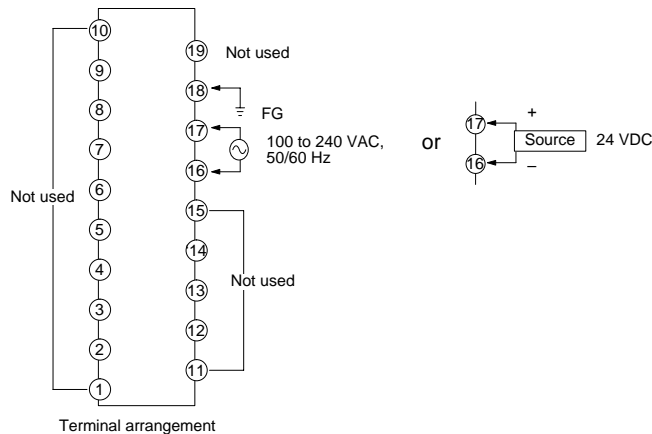 10
9
8
7
6
5
4
3
2
1
Not used
19
Not used
18
FG
17
100 to 240 VAC,
50/60 Hz
16
15
14
13
12
11
Not used
or
17
+
Source
24 VDC
16
–
Terminal arrangement